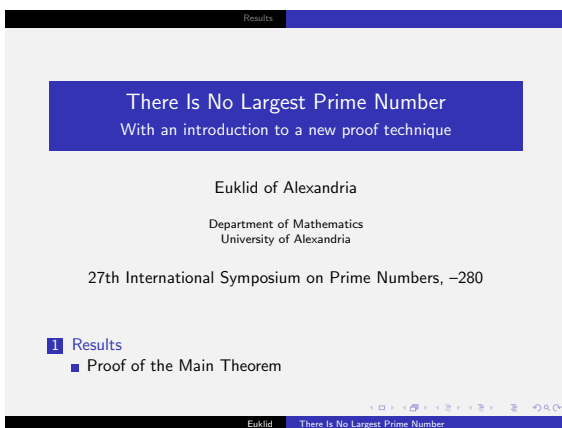 Results
There Is No Largest Prime Number
With an introduction to a new proof technique
Euklid of Alexandria
Department of Mathematics
University of Alexandria
27th International Symposium on Prime Numbers, –280
1 Results
Proof of the Main Theorem
Euklid There Is No Largest Prime Number